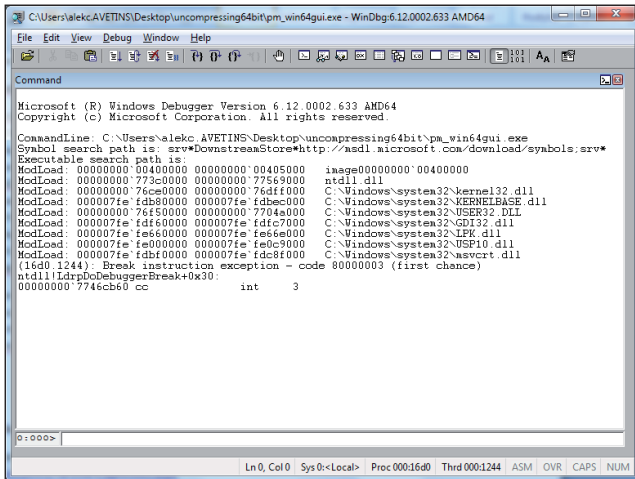 C:\Users\alekc.AVETINS\Desktop\uncompressing64bit\pm_win64gui.exe - WinDbg:6.12.0002.633 AMD64
File Edit View Debug Window Help
Command
Microsoft (R) Windows Debugger Version 6.12.0002.633 AMD64
Copyright (c) Microsoft Corporation. All rights reserved.
CommandLine: C:\Users\alekc.AVETINS\Desktop\uncompressing64bit\pm_win64gui.exe
Symbol search path is: srv*DownstreamStore*http://msdl.microsoft.com/download/symbols;srv*
Executable search path is:
ModLoad: 00000000`00400000 00000000`00405000 image00000000`00400000
ModLoad: 00000000`773c0000 00000000`77569000 ntdll.dll
ModLoad: 00000000`76ce0000 00000000`76dff000 C:\Windows\system32\kernel32.dll
ModLoad: 000007fe`fdb80000 000007fe`fdbec000 C:\Windows\system32\KERNELBASE.dll
ModLoad: 00000000`76f50000 00000000`7704a000 C:\Windows\system32\USER32.DLL
ModLoad: 000007fe`fdf60000 000007fe`fdfc7000 C:\Windows\system32\GDI32.dll
ModLoad: 000007fe`fe660000 000007fe`fe66e000 C:\Windows\system32\LPK.dll
ModLoad: 000007fe`fe000000 000007fe`fe0c9000 C:\Windows\system32\USP10.dll
ModLoad: 000007fe`fdbf0000 000007fe`fdc8f000 C:\Windows\system32\msvcrt.dll
(16d0.1244): Break instruction exception - code 80000003 (first chance)
ntdll!LdrpDoDebuggerBreak+0x30:
00000000`7746cb60 cc int 3
0:000>
Ln 0, Col 0 Sys 0:<Local> Proc 000:16d0 Thrd 000:1244 ASM OVR CAPS NUM